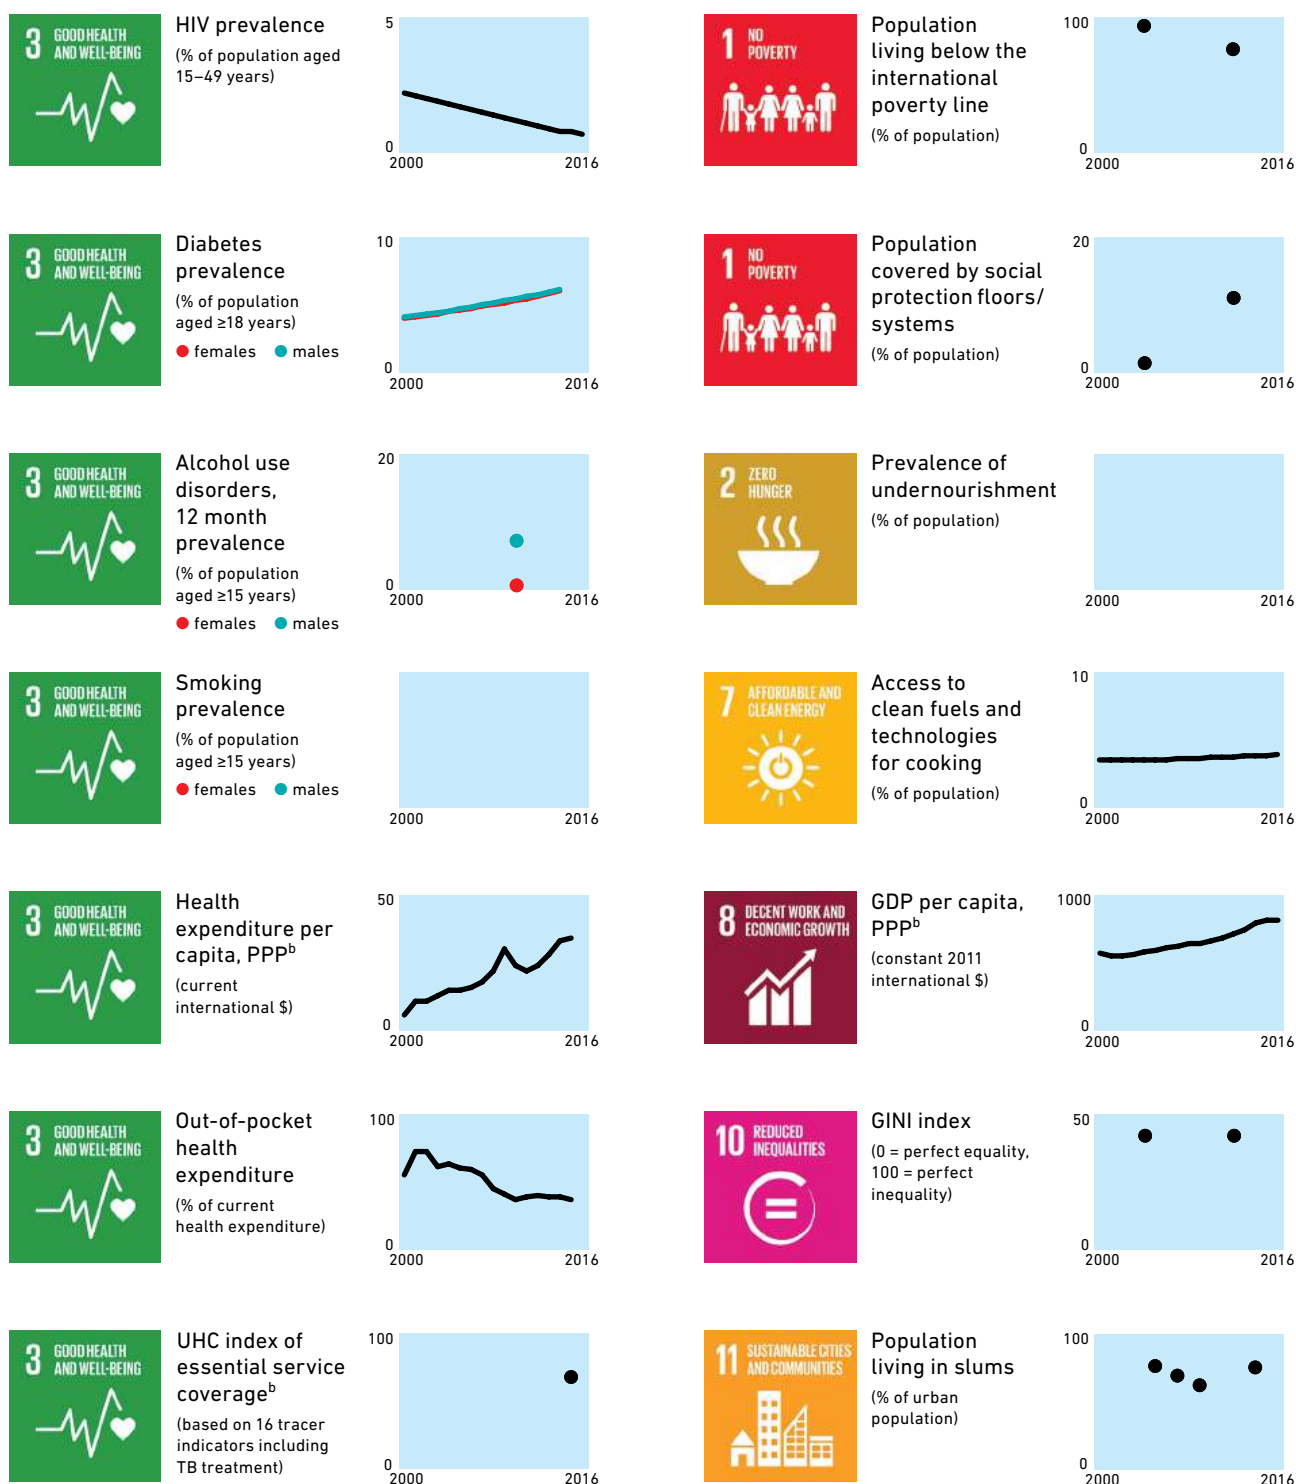 3 GOOD HEALTH
AND WELL-BEING
HIV prevalence
(% of population aged
15–49 years)
5
0
2000 2016
3 GOOD HEALTH
AND WELL-BEING
Diabetes
prevalence
(% of population
aged ≥18 years)
females males
10
0
2000 2016
3 GOOD HEALTH
AND WELL-BEING
Alcohol use
disorders,
12 month
prevalence
(% of population
aged ≥15 years)
females males
20
0
2000 2016
3 GOOD HEALTH
AND WELL-BEING
Smoking
prevalence
(% of population
aged ≥15 years)
females males
2000 2016
3 GOOD HEALTH
AND WELL-BEING
Health
expenditure per
capita, PPPᵇ
(current
international $)
50
0
2000 2016
3 GOOD HEALTH
AND WELL-BEING
Out-of-pocket
health
expenditure
(% of current
health expenditure)
100
0
2000 2016
3 GOOD HEALTH
AND WELL-BEING
UHC index of
essential service
coverageᵇ
(based on 16 tracer
indicators including
TB treatment)
100
0
2000 2016
1 NO
POVERTY
Population
living below the
international
poverty line
(% of population)
100
0
2000 2016
1 NO
POVERTY
Population
covered by social
protection floors/
systems
(% of population)
20
0
2000 2016
2 ZERO
HUNGER
Prevalence of
undernourishment
(% of population)
2000 2016
7 AFFORDABLE AND
CLEAN ENERGY
Access to
clean fuels and
technologies
for cooking
(% of population)
10
0
2000 2016
8 DECENT WORK AND
ECONOMIC GROWTH
GDP per capita,
PPPᵇ
(constant 2011
international $)
1000
0
2000 2016
10 REDUCED
INEQUALITIES
GINI index
(0 = perfect equality,
100 = perfect
inequality)
50
0
2000 2016
11 SUSTAINABLE CITIES
AND COMMUNITIES
Population
living in slums
(% of urban
population)
100
0
2000 2016